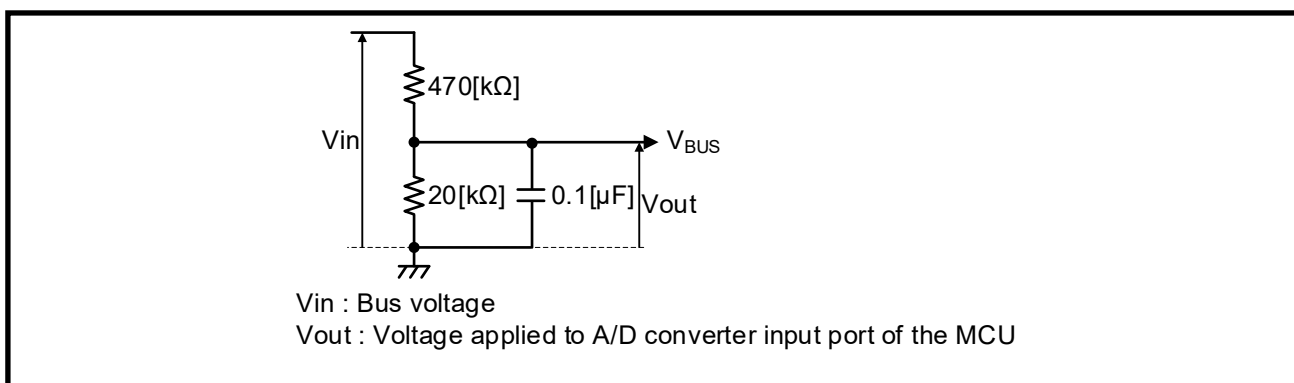 470[kΩ]
Vin
V_BUS
20[kΩ]
0.1[μF]
Vout
Vin : Bus voltage
Vout : Voltage applied to A/D converter input port of the MCU